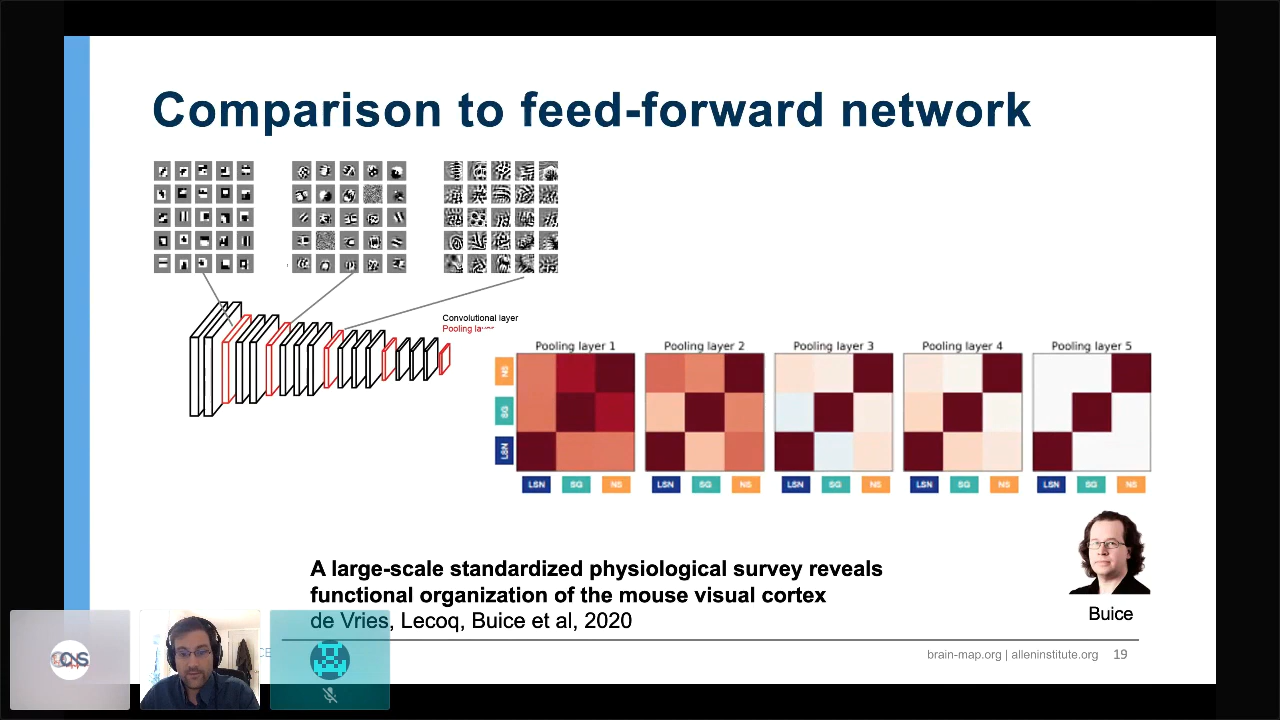 Comparison to feed-forward network
Convolutional layer
Pooling
Pooling layer 1
Pooling layer 2
Pooling layer 3
Pooling layer 4
Pooling layer 5
NS
SG
LSN
LSN SG NS
LSN SG NS
LSN SG NS
LSN SG NS
LSN SG NS
A large-scale standardized physiological survey reveals
functional organization of the mouse visual cortex
de Vries, Lecoq, Buice et al, 2020
Buice
brain-map.org | alleninstitute.org 19